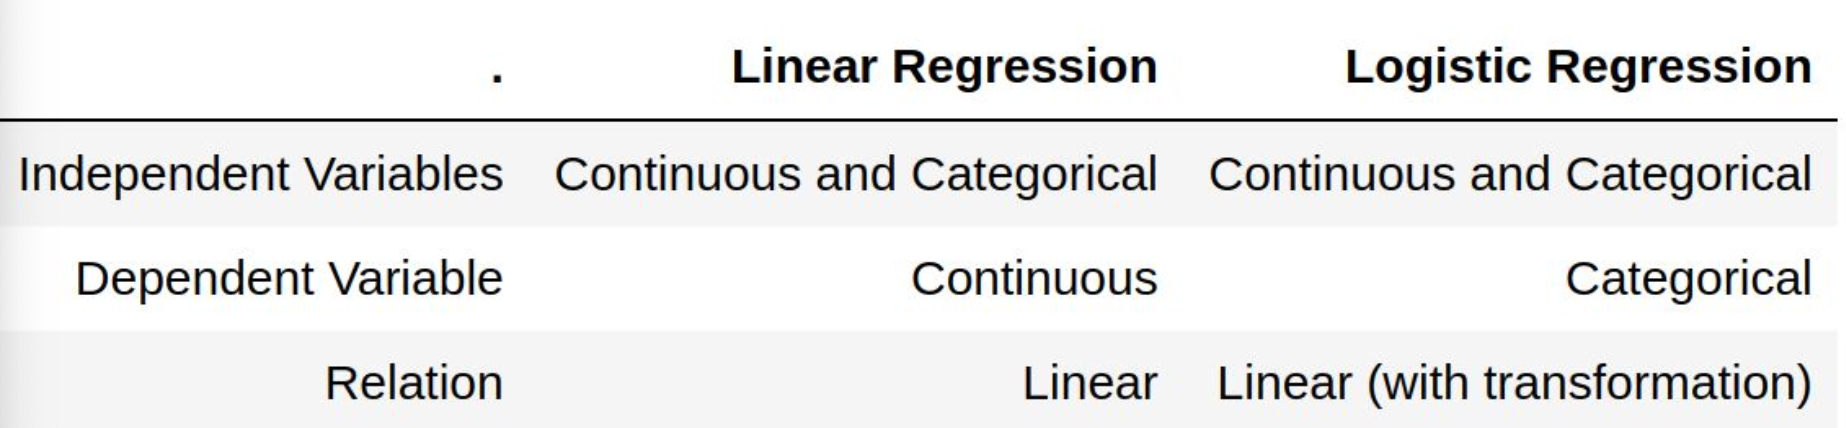 . Linear Regression Logistic Regression
Independent Variables Continuous and Categorical Continuous and Categorical
Dependent Variable Continuous Categorical
Relation Linear Linear (with transformation)